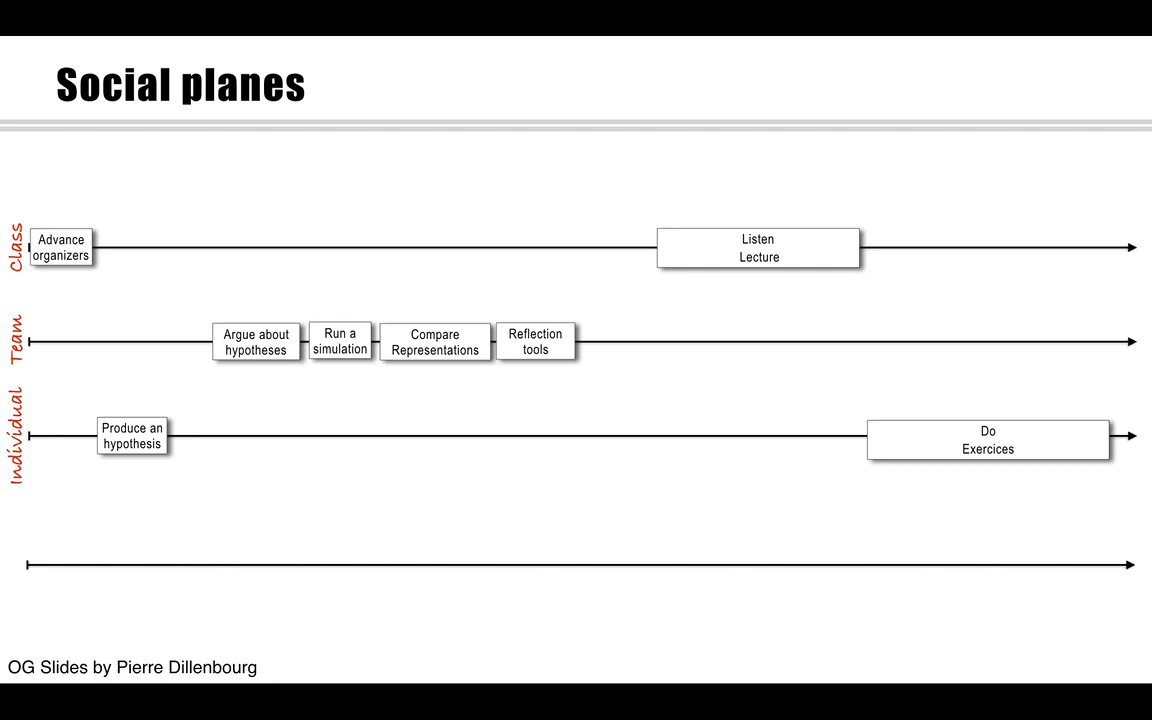 Social planes
Class
Advance
organizers
Listen
Lecture
Team
Argue about
hypotheses
Run a
simulation
Compare
Representations
Reflection
tools
Individual
Produce an
hypothesis
Do
Exercices
OG Slides by Pierre Dillenbourg